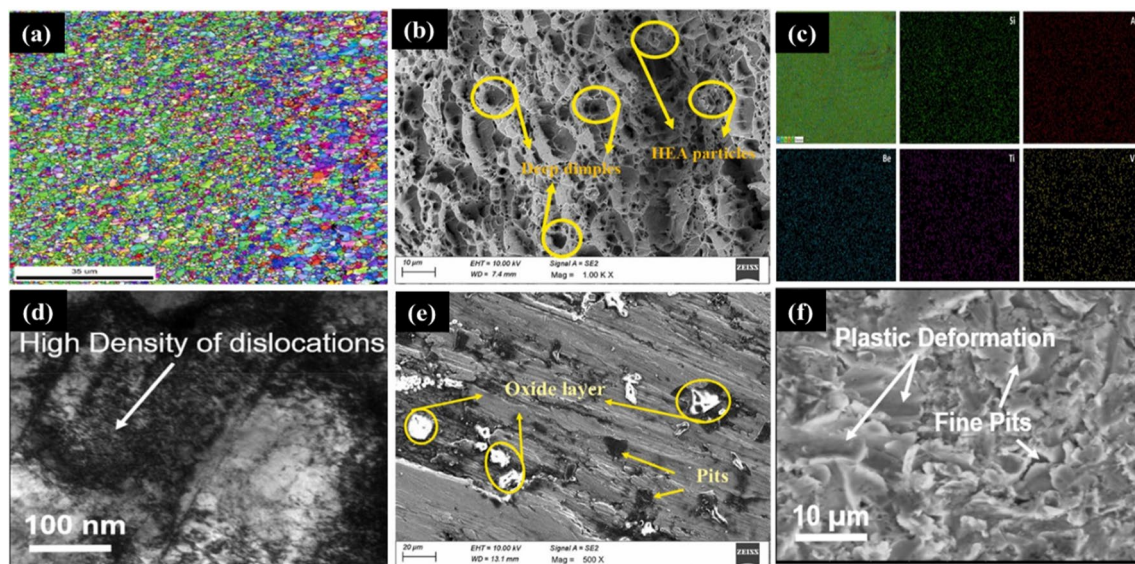 (a)
35 um
(b)
HEA particles
Deep dimples
10 µm
EHT = 10.00 kV
Signal A = SE2
WD = 7.4 mm
Mag = 1.00 K X
ZEISS
(c)
Si
A
Be
Ti
V
(d)
High Density of dislocations
100 nm
(e)
Oxide layer
Pits
20 µm
EHT = 10.00 kV
Signal A = SE2
WD = 13.1 mm
Mag = 500 X
ZEISS
(f)
Plastic Deformation
Fine Pits
10 µm